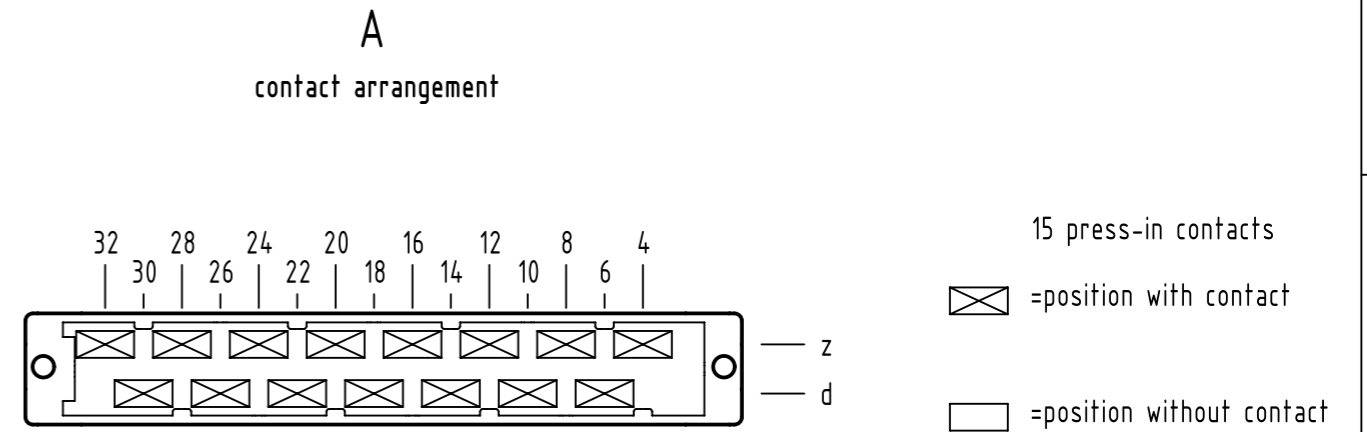 A
contact arrangement
32 28 24 20 16 12 8 4
30 26 22 18 14 10 6
z
d
15 press-in contacts
=position with contact
=position without contact